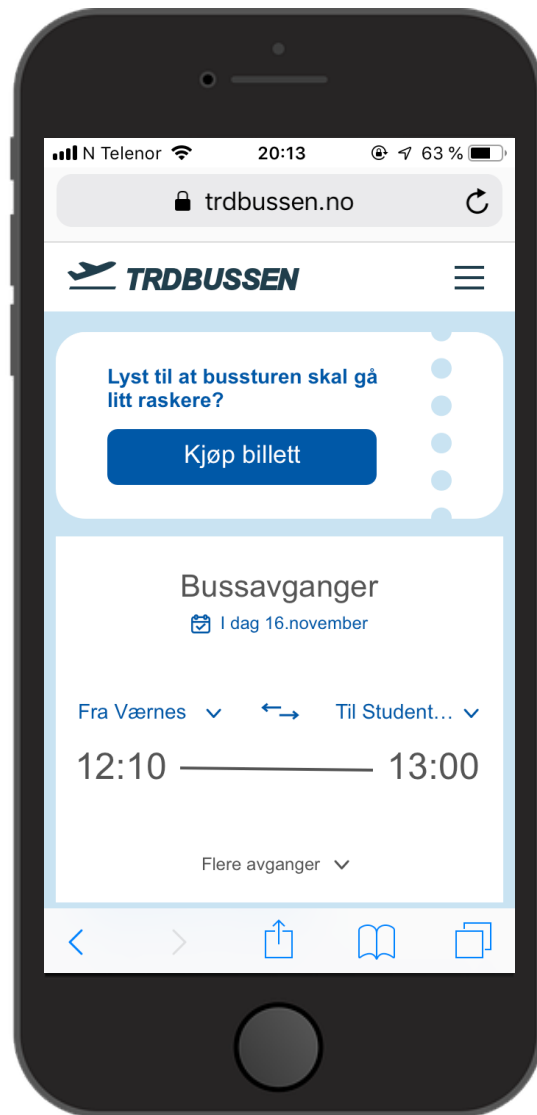 N Telenor 20:13 63 %
trdbussen.no
TRDBUSSEN
Lyst til at bussturen skal gå
litt raskere?
Kjøp billett
Bussavganger
I dag 16.november
Fra Værnes Til Student...
12:10 13:00
Flere avganger